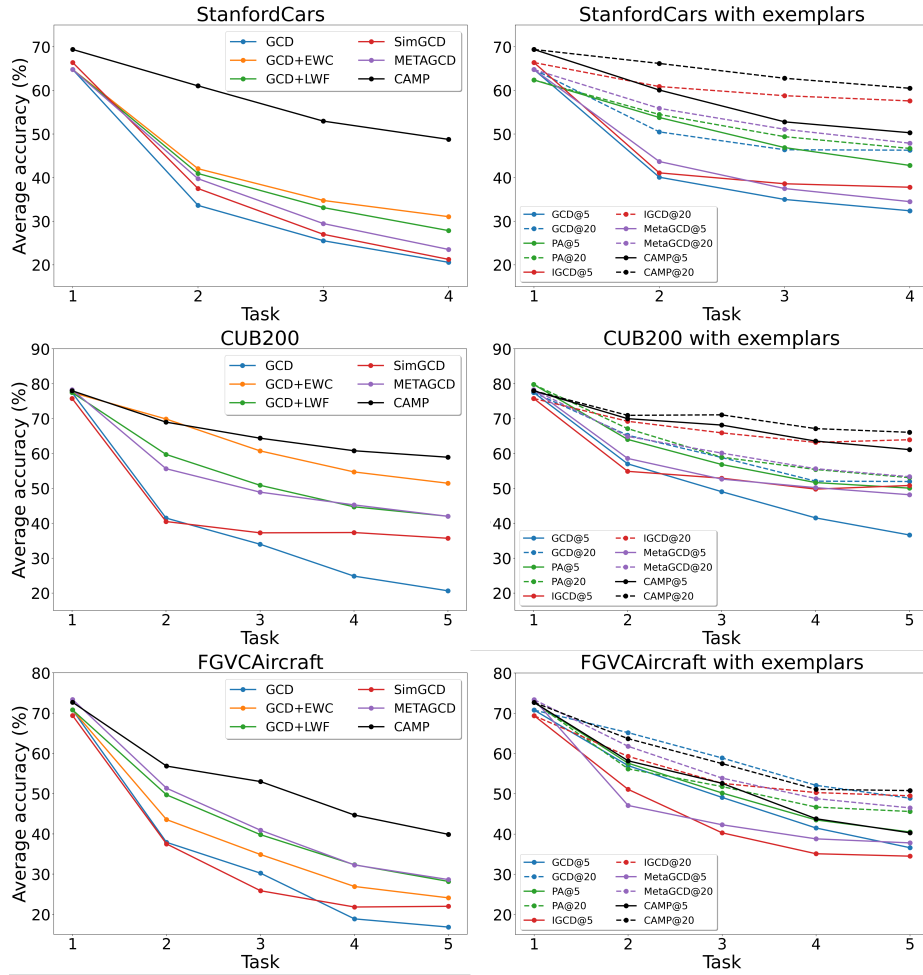 StanfordCars
Average accuracy (%)
70
60
50
40
30
20
GCD
GCD+EWC
GCD+LWF
SimGCD
METAGCD
CAMP
1 2 3 4
Task
StanfordCars with exemplars
70
60
50
40
30
20
GCD@5
GCD@20
PA@5
PA@20
IGCD@5
IGCD@20
MetaGCD@5
MetaGCD@20
CAMP@5
CAMP@20
1 2 3 4
Task
CUB200
Average accuracy (%)
90
80
70
60
50
40
30
20
GCD
GCD+EWC
GCD+LWF
SimGCD
METAGCD
CAMP
1 2 3 4 5
Task
CUB200 with exemplars
90
80
70
60
50
40
30
20
GCD@5
GCD@20
PA@5
PA@20
IGCD@5
IGCD@20
MetaGCD@5
MetaGCD@20
CAMP@5
CAMP@20
1 2 3 4 5
Task
FGVCAircraft
Average accuracy (%)
80
70
60
50
40
30
20
GCD
GCD+EWC
GCD+LWF
SimGCD
METAGCD
CAMP
1 2 3 4 5
Task
FGVCAircraft with exemplars
80
70
60
50
40
30
20
GCD@5
GCD@20
PA@5
PA@20
IGCD@5
IGCD@20
MetaGCD@5
MetaGCD@20
CAMP@5
CAMP@20
1 2 3 4 5
Task